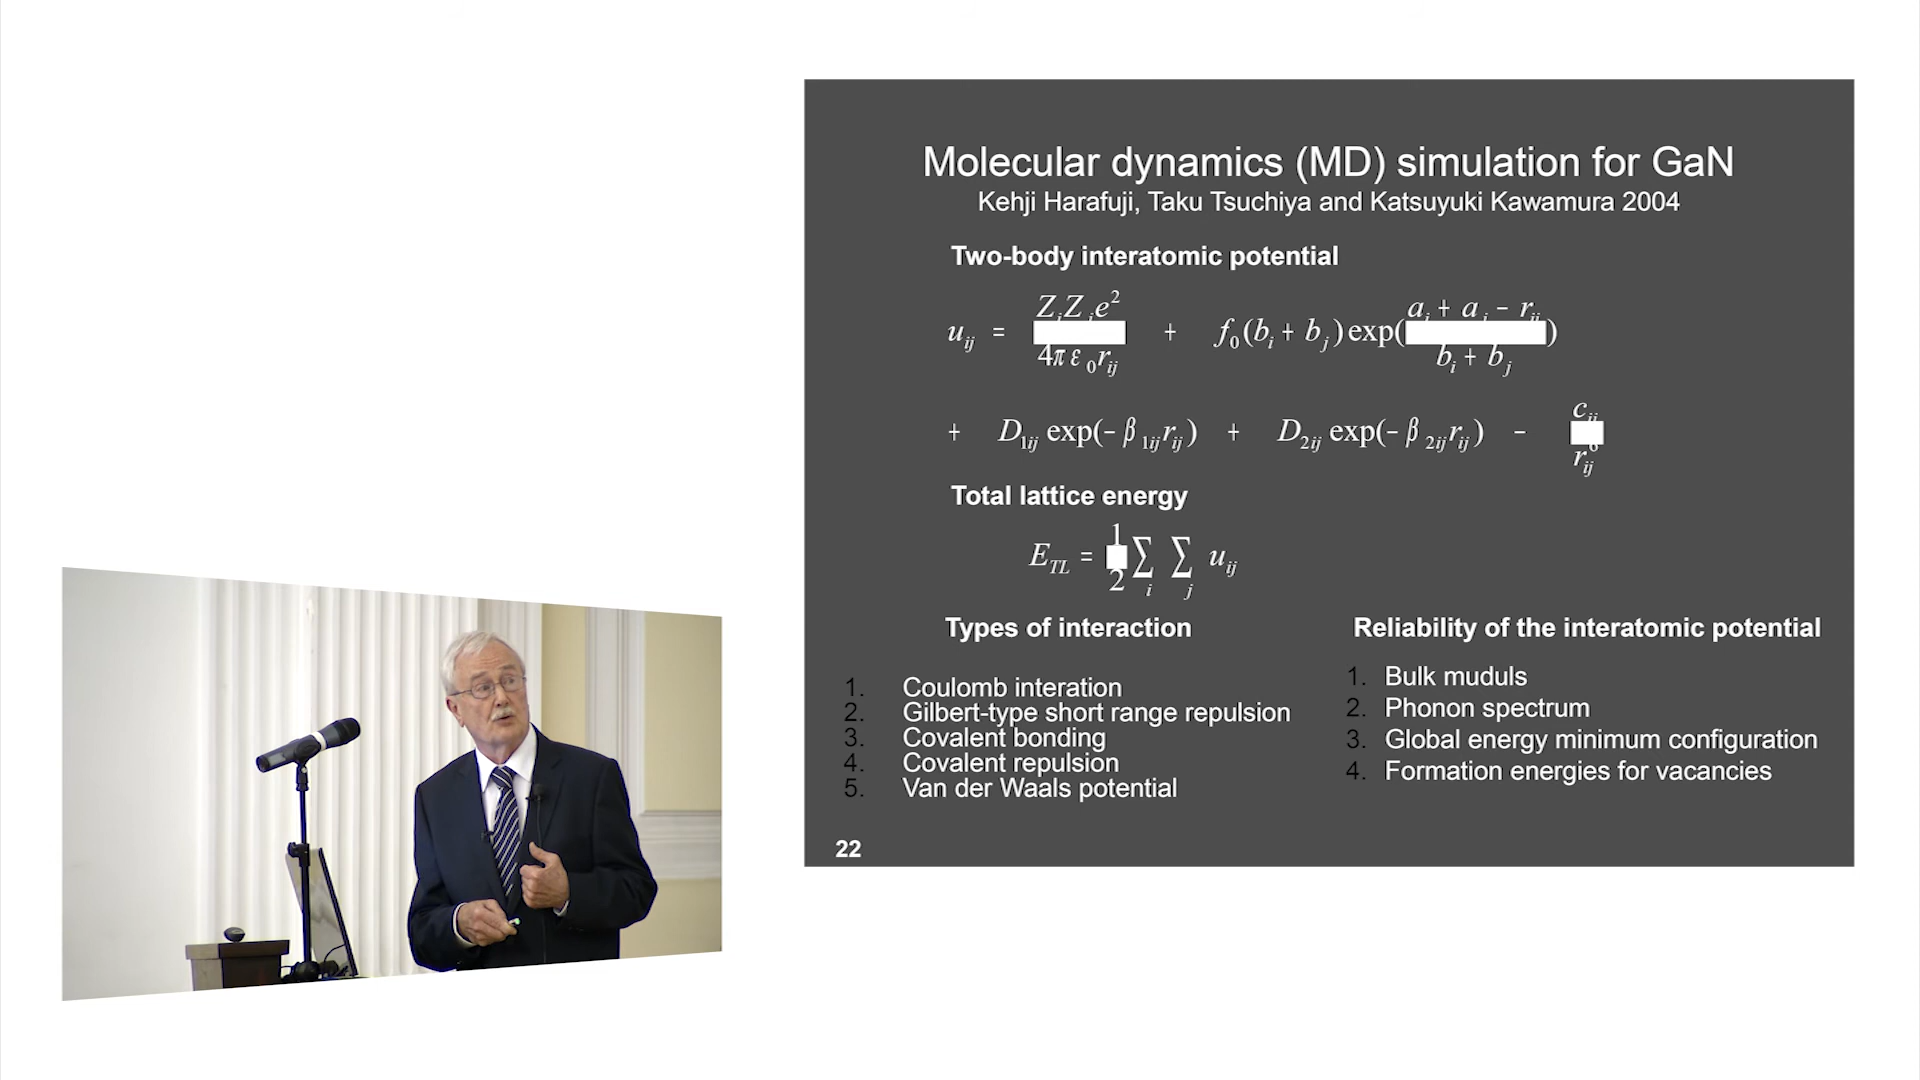 Molecular dynamics (MD) simulation for GaN
Kehji Harafuji, Taku Tsuchiya and Katsuyuki Kawamura 2004
Two-body interatomic potential
u_ij = Z_i Z_j e^2 / 4π ε_0 r_ij + f_0 (b_i + b_j) exp( a_i + a_j − r_ij / b_i + b_j )
+ D_1ij exp(− β_1ij r_ij) + D_2ij exp(− β_2ij r_ij) − c_ij / r_ij^6
Total lattice energy
E_TL = 1/2 ∑_i ∑_j u_ij
Types of interaction
1. Coulomb interation
2. Gilbert-type short range repulsion
3. Covalent bonding
4. Covalent repulsion
5. Van der Waals potential
Reliability of the interatomic potential
1. Bulk muduls
2. Phonon spectrum
3. Global energy minimum configuration
4. Formation energies for vacancies
22